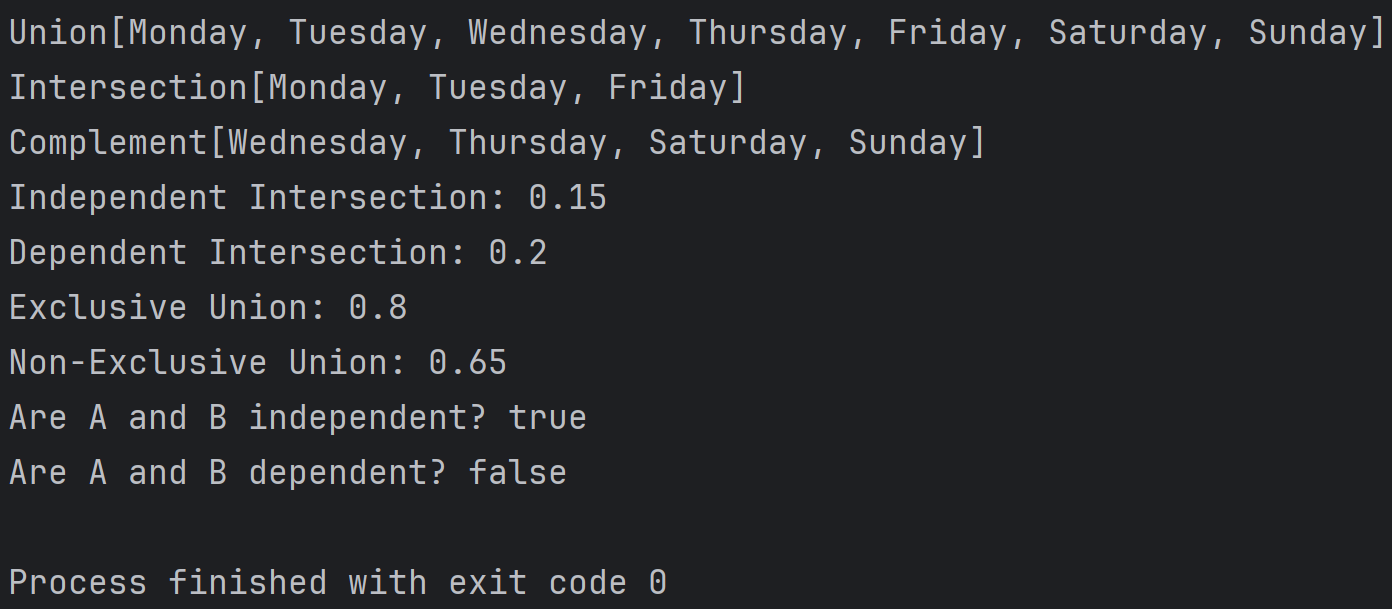 Union[Monday, Tuesday, Wednesday, Thursday, Friday, Saturday, Sunday]
Intersection[Monday, Tuesday, Friday]
Complement[Wednesday, Thursday, Saturday, Sunday]
Independent Intersection: 0.15
Dependent Intersection: 0.2
Exclusive Union: 0.8
Non-Exclusive Union: 0.65
Are A and B independent? true
Are A and B dependent? false
Process finished with exit code 0